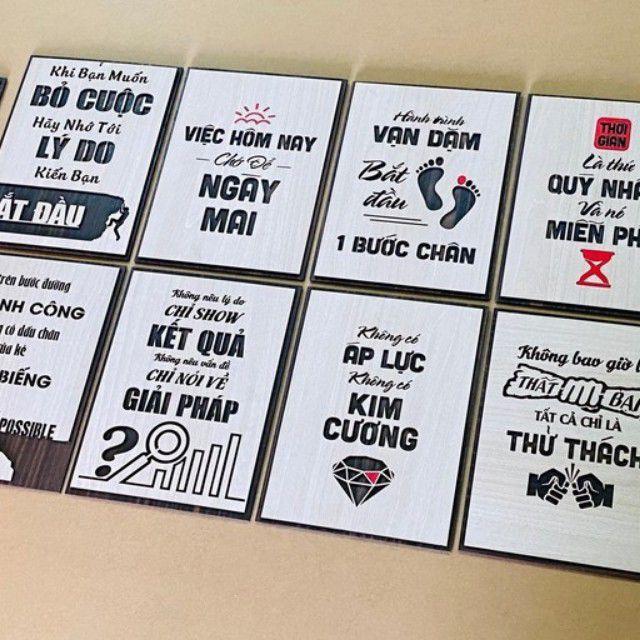 Khi Bạn Muốn
BỎ CUỘC
Hãy Nhớ Tới
LÝ DO
Khiến Bạn
ẮT ĐẦU
VIỆC HÔM NAY
Chớ Để
NGÀY
MAI
Hành trình
VẠN DẶM
Bắt
đầu
1 BƯỚC CHÂN
THỜI
GIAN
Là thứ
QUÝ NHẤ
Và nó
MIỄN PH
trên bước đường
NH CÔNG
g có dấu chân
ười kẻ
BIẾNG
POSSIBLE
Không nêu lý do
CHỈ SHOW
KẾT QUẢ
Không nêu vấn đề
CHỈ NÓI VỀ
GIẢI PHÁP
?
Không có
ÁP LỰC
Không có
KIM
CƯƠNG
Không bao giờ l
THẤT BẠI
TẤT CẢ CHỈ LÀ
THỬ THÁCH